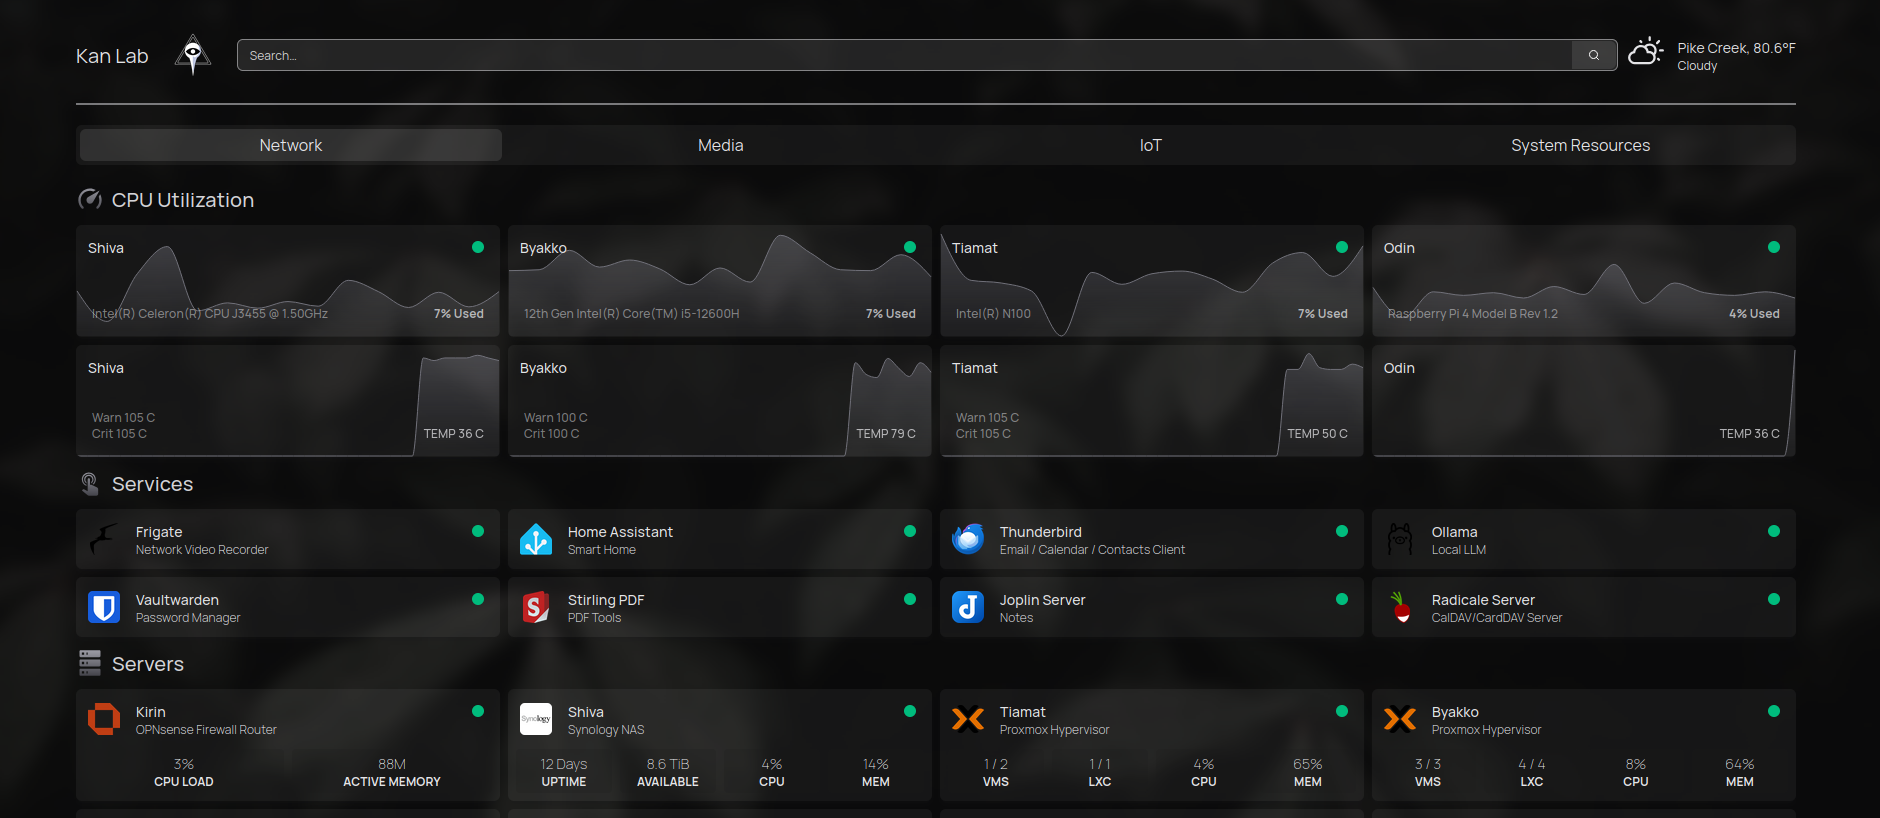 Kan Lab
Search...
Pike Creek, 80.6°F
Cloudy
Network
Media
IoT
System Resources
CPU Utilization
Shiva
Intel(R) Celeron(R) CPU J3455 @ 1.50GHz
7% Used
Byakko
12th Gen Intel(R) Core(TM) i5-12600H
7% Used
Tiamat
Intel(R) N100
7% Used
Odin
Raspberry Pi 4 Model B Rev 1.2
4% Used
Shiva
Warn 105 C
Crit 105 C
TEMP 36 C
Byakko
Warn 100 C
Crit 100 C
TEMP 79 C
Tiamat
Warn 105 C
Crit 105 C
TEMP 50 C
Odin
TEMP 36 C
Services
Frigate
Network Video Recorder
Home Assistant
Smart Home
Thunderbird
Email / Calendar / Contacts Client
Ollama
Local LLM
Vaultwarden
Password Manager
Stirling PDF
PDF Tools
Joplin Server
Notes
Radicale Server
CalDAV/CardDAV Server
Servers
Kirin
OPNsense Firewall Router
3%
CPU LOAD
88M
ACTIVE MEMORY
Synology
Shiva
Synology NAS
12 Days
UPTIME
8.6 TiB
AVAILABLE
4%
CPU
14%
MEM
Tiamat
Proxmox Hypervisor
1 / 2
VMS
1 / 1
LXC
4%
CPU
65%
MEM
Byakko
Proxmox Hypervisor
3 / 3
VMS
4 / 4
LXC
8%
CPU
64%
MEM